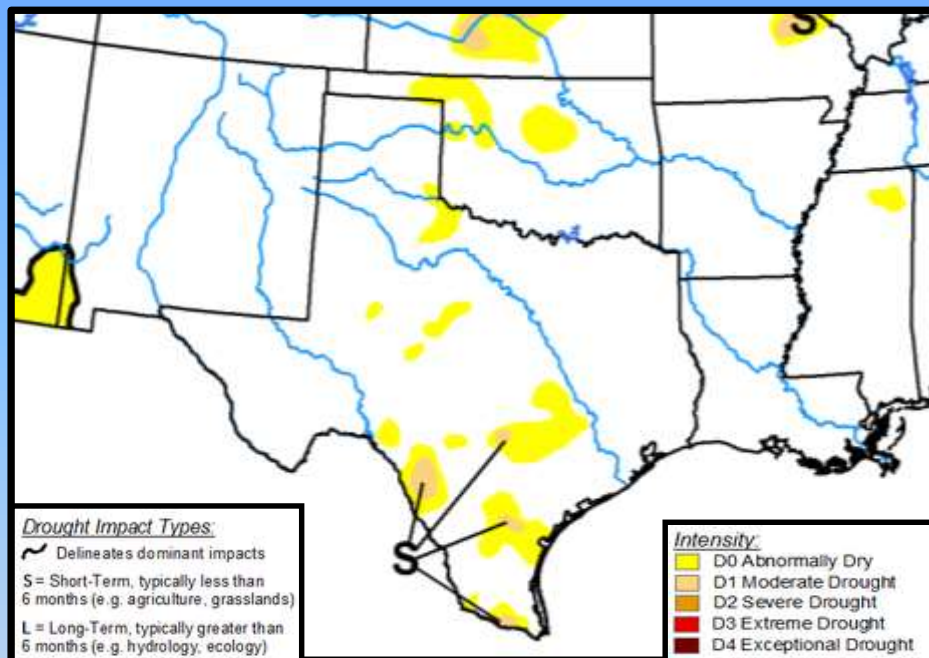 S
S
Drought Impact Types:
Delineates dominant impacts
S = Short-Term, typically less than
6 months (e.g. agriculture, grasslands)
L = Long-Term, typically greater than
6 months (e.g. hydrology, ecology)
Intensity:
D0 Abnormally Dry
D1 Moderate Drought
D2 Severe Drought
D3 Extreme Drought
D4 Exceptional Drought